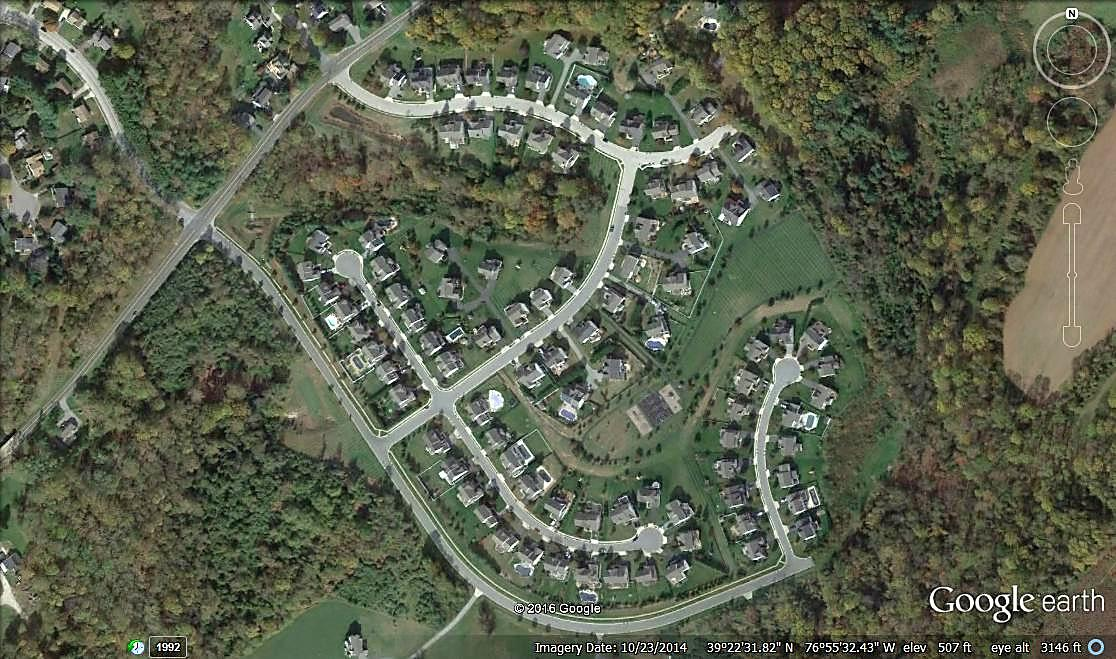 N
Google earth
© 2016 Google
1992
Imagery Date: 10/23/2014 39°22'31.82" N 76°55'32.43" W elev 507 ft eye alt 3146 ft